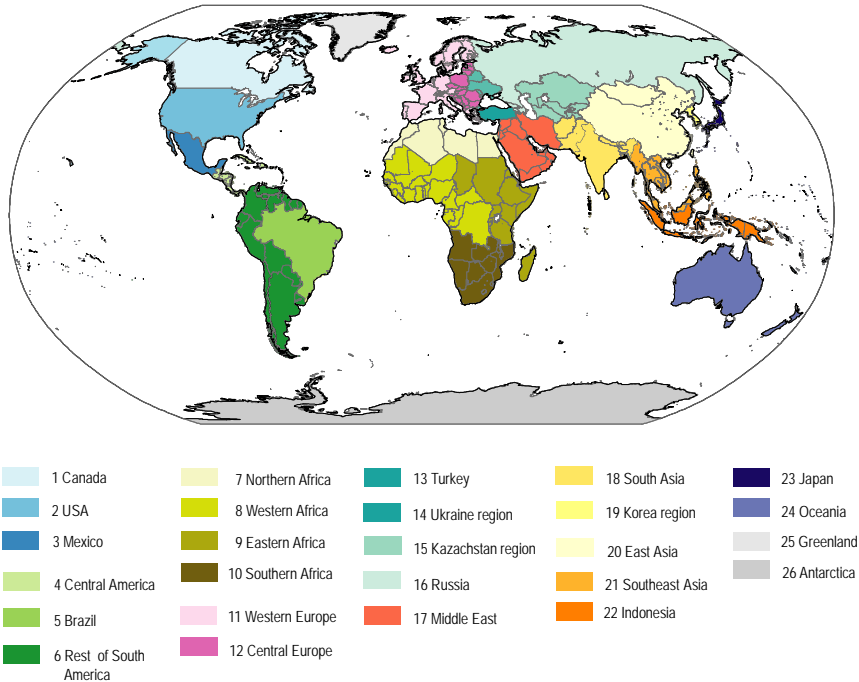 1 Canada
2 USA
3 Mexico
4 Central America
5 Brazil
6 Rest of South
America
7 Northern Africa
8 Western Africa
9 Eastern Africa
10 Southern Africa
11 Western Europe
12 Central Europe
13 Turkey
14 Ukraine region
15 Kazachstan region
16 Russia
17 Middle East
18 South Asia
19 Korea region
20 East Asia
21 Southeast Asia
22 Indonesia
23 Japan
24 Oceania
25 Greenland
26 Antarctica